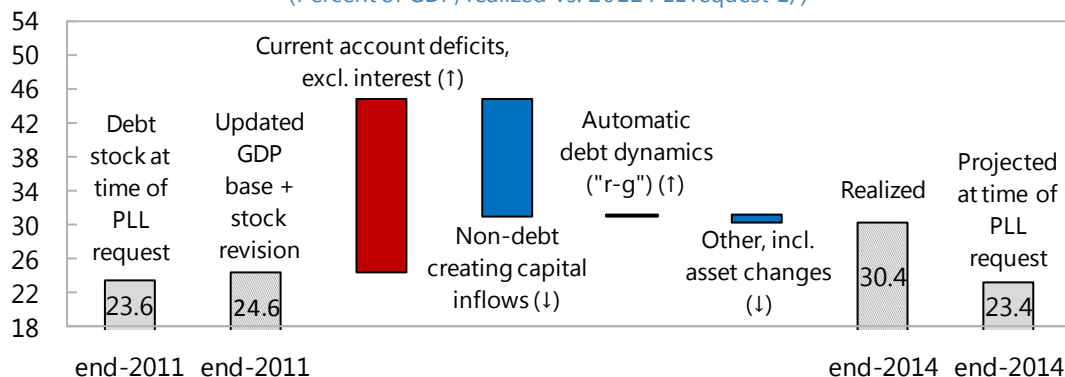 (Percent of GDP, realized vs. 2012 PLL request 1/)
54
50
46
42
38
34
30
26
22
18
Debt
stock at
time of
PLL
request
23.6
Updated
GDP
base +
stock
revision
24.6
Current account deficits,
excl. interest (↑)
Non-debt
creating capital
inflows (↓)
Automatic
debt dynamics
("r-g") (↑)
Other, incl.
asset changes
(↓)
Realized
30.4
Projected
at time of
PLL
request
23.4
end-2011 end-2011 end-2014 end-2014